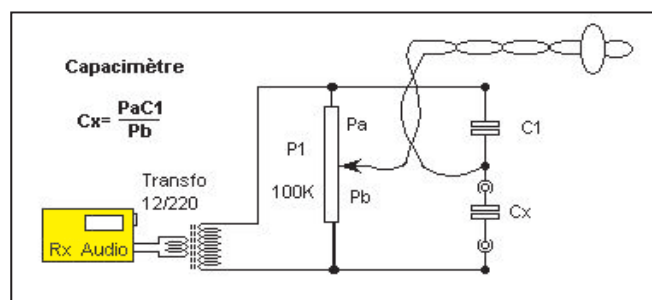 Capacimètre
Cx= PaC1
Pb
Pa
P1
100K
Pb
C1
Cx
Transfo
12/220
Rx Audio